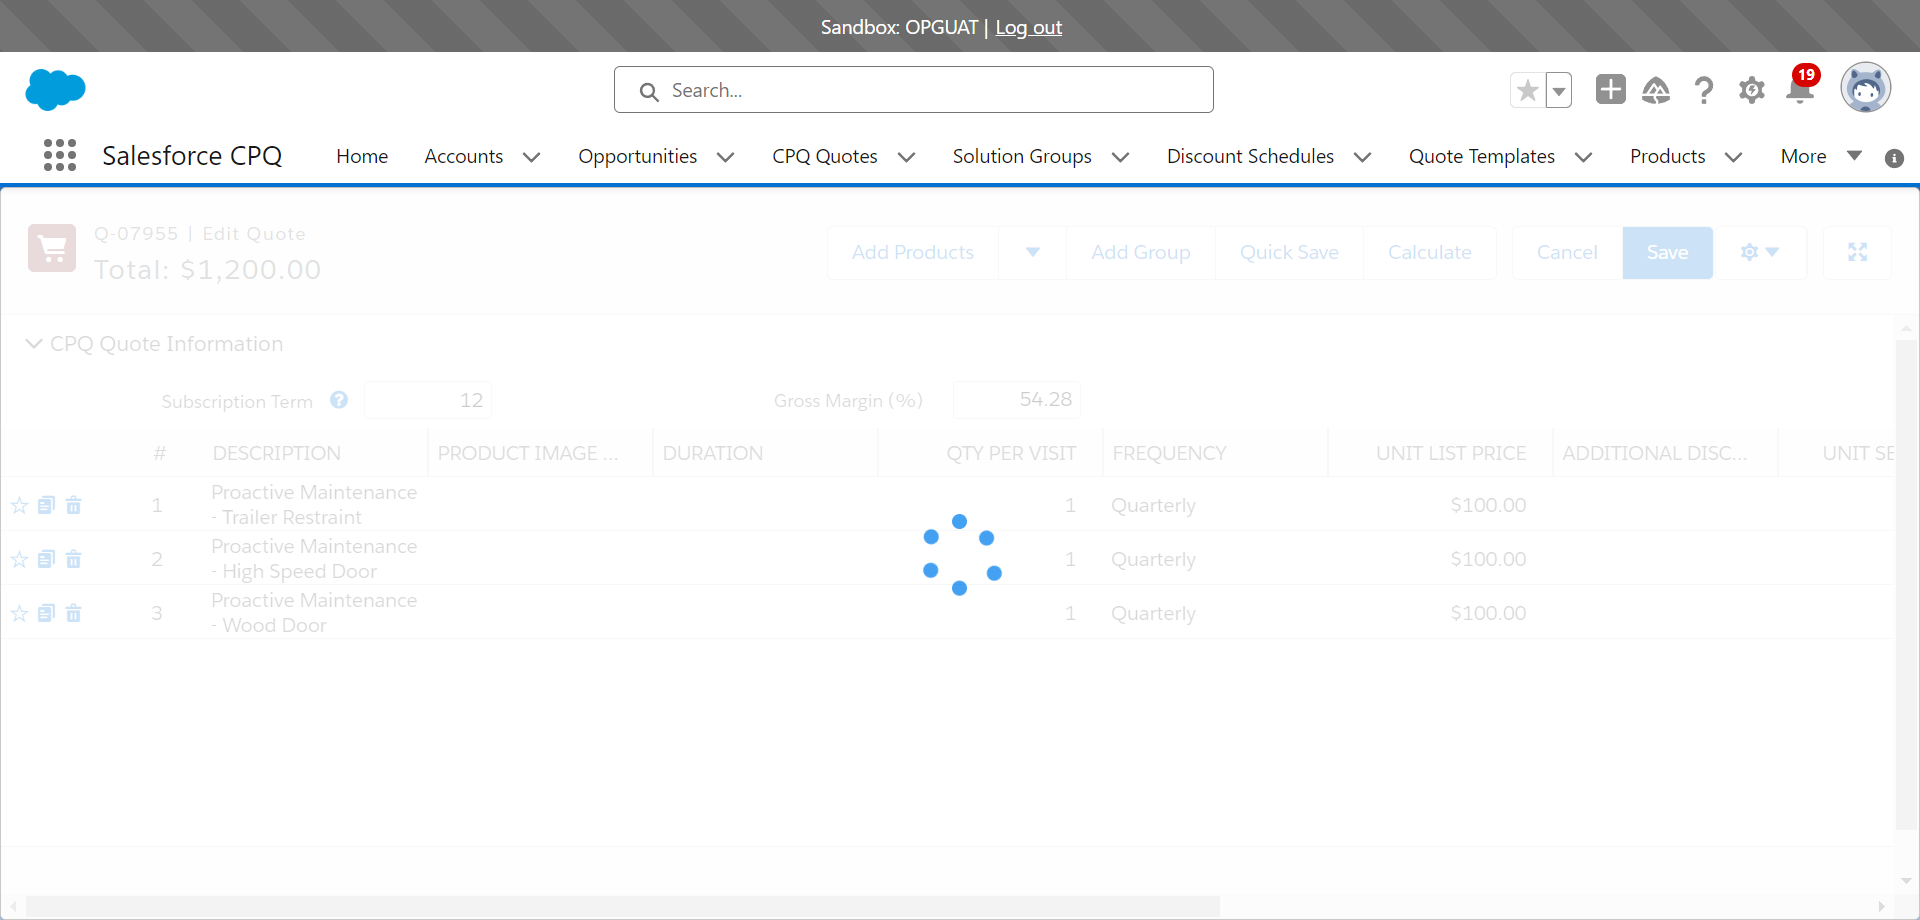 Sandbox: OPGUAT | Log out
Search...
19
Salesforce CPQ
Home
Accounts
Opportunities
CPQ Quotes
Solution Groups
Discount Schedules
Quote Templates
Products
More
Q-07955 | Edit Quote
Total: $1,200.00
Add Products
Add Group
Quick Save
Calculate
Cancel
Save
CPQ Quote Information
Subscription Term ? 12
Gross Margin (%) 54.28
# DESCRIPTION PRODUCT IMAGE ... DURATION QTY PER VISIT FREQUENCY UNIT LIST PRICE ADDITIONAL DISC... UNIT SE
1 Proactive Maintenance
- Trailer Restraint
1 Quarterly $100.00
2 Proactive Maintenance
- High Speed Door
1 Quarterly $100.00
3 Proactive Maintenance
- Wood Door
1 Quarterly $100.00